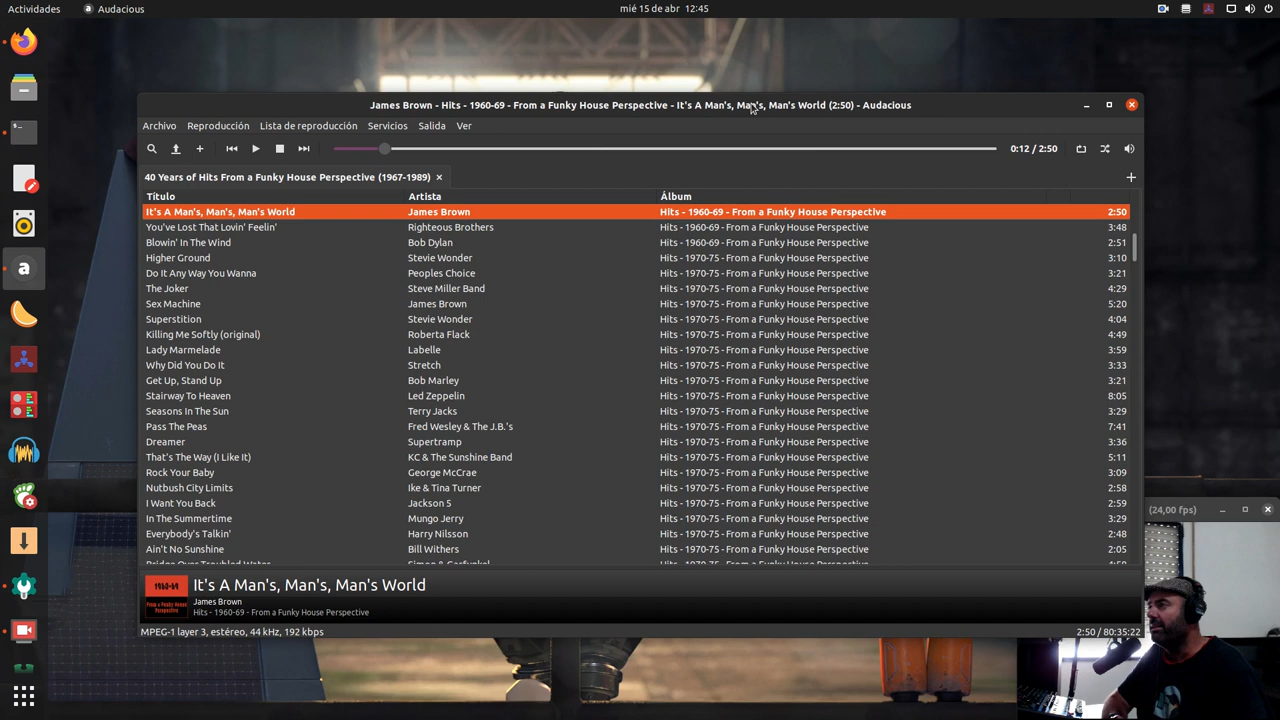 Actividades Audacious mié 15 de abr 12:45
James Brown - Hits - 1960-69 - From a Funky House Perspective - It's A Man's, Man's, Man's World (2:50) - Audacious
Archivo Reproducción Lista de reproducción Servicios Salida Ver
0:12 / 2:50
40 Years of Hits From a Funky House Perspective (1967-1989)
Título Artista Álbum
It's A Man's, Man's, Man's World James Brown Hits - 1960-69 - From a Funky House Perspective 2:50
You've Lost That Lovin' Feelin' Righteous Brothers Hits - 1960-69 - From a Funky House Perspective 3:48
Blowin' In The Wind Bob Dylan Hits - 1960-69 - From a Funky House Perspective 2:51
Higher Ground Stevie Wonder Hits - 1970-75 - From a Funky House Perspective 3:10
Do It Any Way You Wanna Peoples Choice Hits - 1970-75 - From a Funky House Perspective 3:21
The Joker Steve Miller Band Hits - 1970-75 - From a Funky House Perspective 4:29
Sex Machine James Brown Hits - 1970-75 - From a Funky House Perspective 5:20
Superstition Stevie Wonder Hits - 1970-75 - From a Funky House Perspective 4:04
Killing Me Softly (original) Roberta Flack Hits - 1970-75 - From a Funky House Perspective 4:49
Lady Marmelade Labelle Hits - 1970-75 - From a Funky House Perspective 3:59
Why Did You Do It Stretch Hits - 1970-75 - From a Funky House Perspective 3:33
Get Up, Stand Up Bob Marley Hits - 1970-75 - From a Funky House Perspective 3:21
Stairway To Heaven Led Zeppelin Hits - 1970-75 - From a Funky House Perspective 8:05
Seasons In The Sun Terry Jacks Hits - 1970-75 - From a Funky House Perspective 3:29
Pass The Peas Fred Wesley & The J.B.'s Hits - 1970-75 - From a Funky House Perspective 7:41
Dreamer Supertramp Hits - 1970-75 - From a Funky House Perspective 3:36
That's The Way (I Like It) KC & The Sunshine Band Hits - 1970-75 - From a Funky House Perspective 5:11
Rock Your Baby George McCrae Hits - 1970-75 - From a Funky House Perspective 3:09
Nutbush City Limits Ike & Tina Turner Hits - 1970-75 - From a Funky House Perspective 2:58
I Want You Back Jackson 5 Hits - 1970-75 - From a Funky House Perspective 2:59
In The Summertime Mungo Jerry Hits - 1970-75 - From a Funky House Perspective 3:29
Everybody's Talkin' Harry Nilsson Hits - 1970-75 - From a Funky House Perspective 2:48
Ain't No Sunshine Bill Withers Hits - 1970-75 - From a Funky House Perspective 2:05
(24,00 fps)
1960-69
From a Funky House
Perspective
It's A Man's, Man's, Man's World
James Brown
Hits - 1960-69 - From a Funky House Perspective
MPEG-1 layer 3, estéreo, 44 kHz, 192 kbps 2:50 / 80:35:22